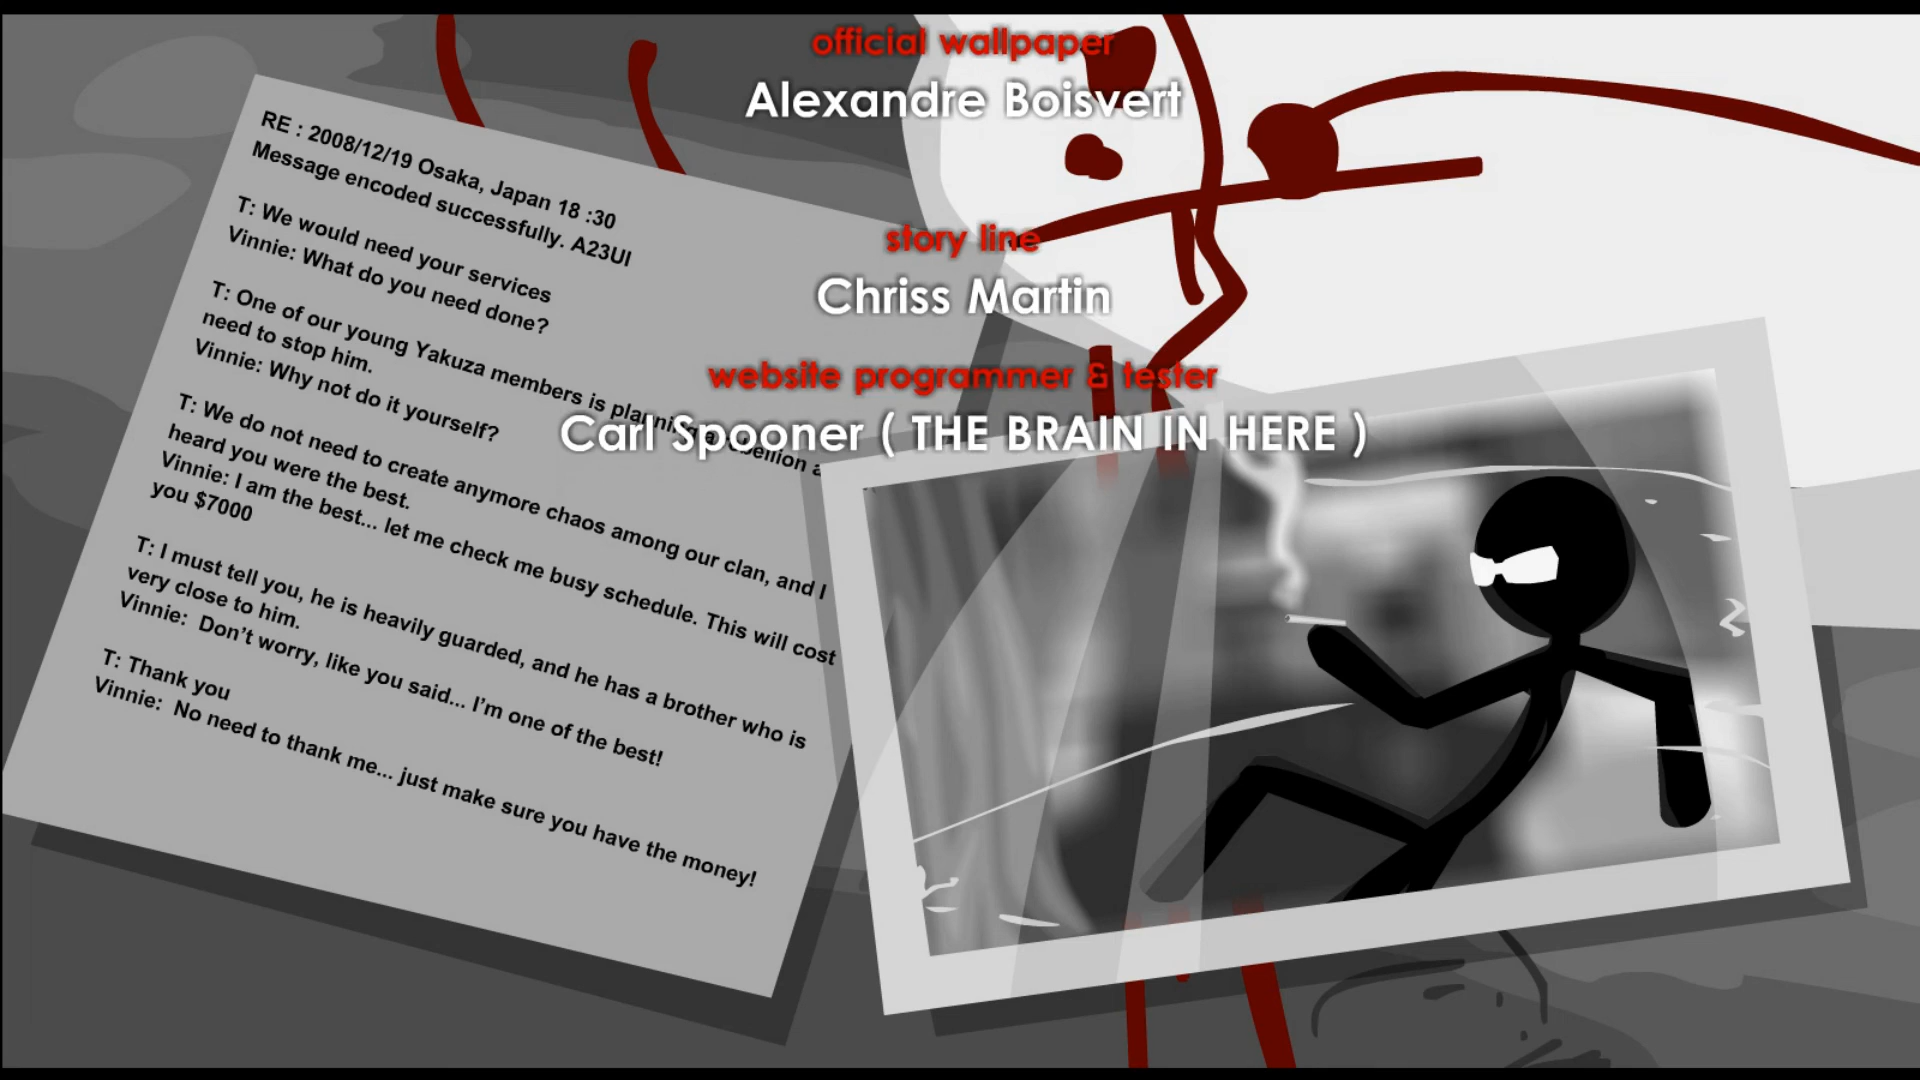 official wallpaper
Alexandre Boisvert
story line
Chriss Martin
website programmer & tester
Carl Spooner ( THE BRAIN IN HERE )
RE : 2008/12/19 Osaka, Japan 18 :30
Message encoded successfully. A23UI
T: We would need your services
Vinnie: What do you need done?
T: One of our young Yakuza members is planning a rebellion
need to stop him.
Vinnie: Why not do it yourself?
T: We do not need to create anymore chaos among our clan, and I
heard you were the best.
Vinnie: I am the best... let me check me busy schedule. This will cost
you $7000
T: I must tell you, he is heavily guarded, and he has a brother who is
very close to him.
Vinnie: Don't worry, like you said... I'm one of the best!
T: Thank you
Vinnie: No need to thank me... just make sure you have the money!